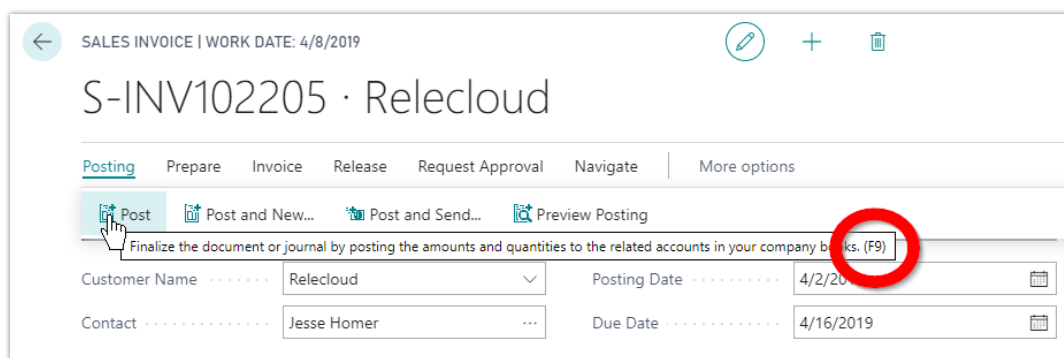 SALES INVOICE | WORK DATE: 4/8/2019
S-INV102205 · Relecloud
Posting Prepare Invoice Release Request Approval Navigate More options
Post Post and New... Post and Send... Preview Posting
Finalize the document or journal by posting the amounts and quantities to the related accounts in your company books. (F9)
Customer Name Relecloud Posting Date 4/2/20
Contact Jesse Homer Due Date 4/16/2019